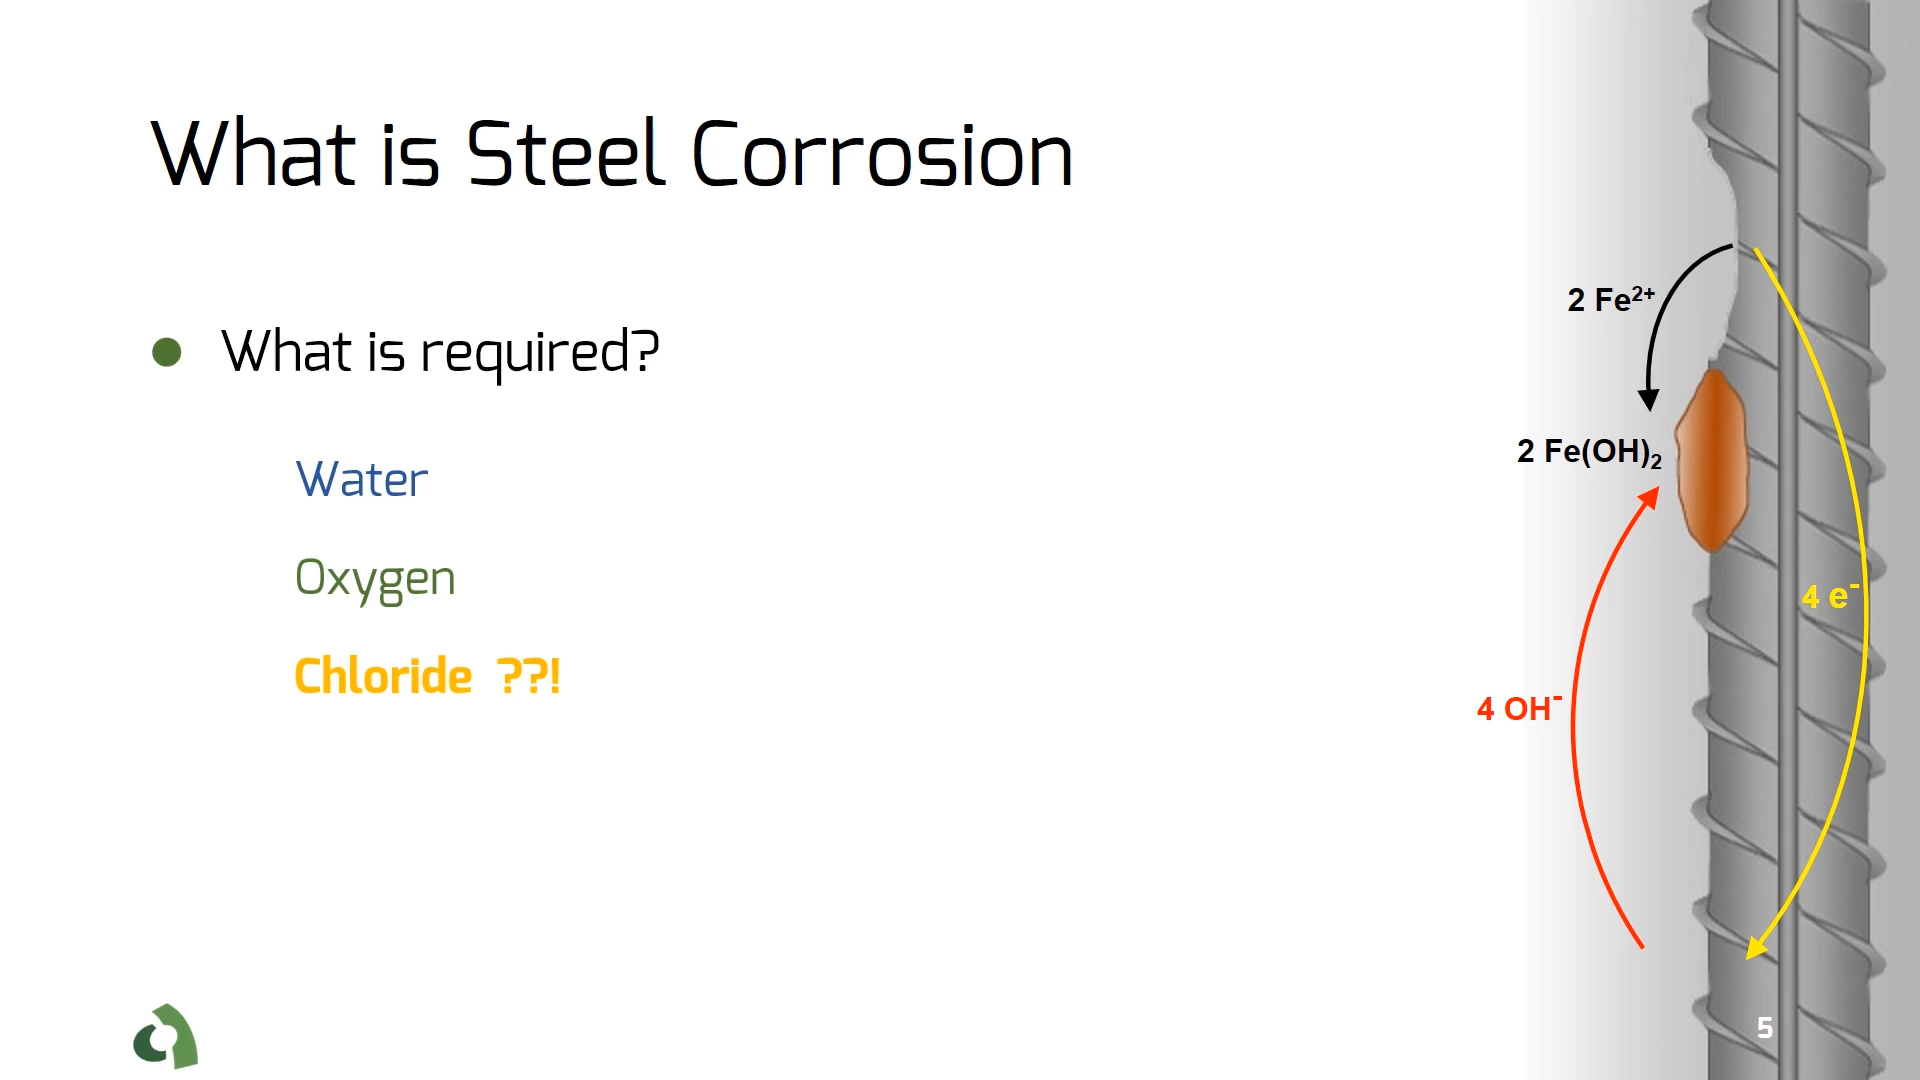 What is Steel Corrosion
What is required?
Water
Oxygen
Chloride ??!
2 Fe²⁺
2 Fe(OH)₂
4 e⁻
4 OH⁻
5